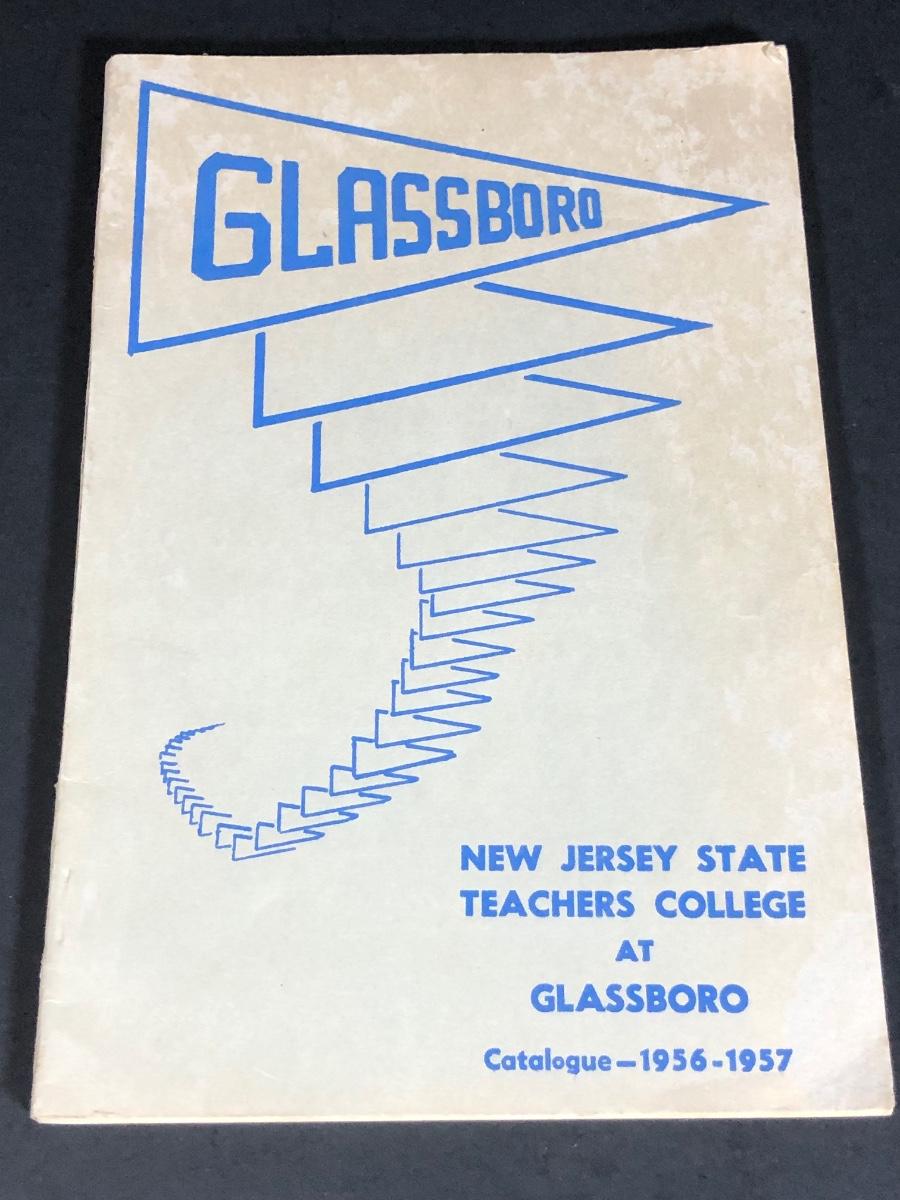 GLASSBORO
NEW JERSEY STATE
TEACHERS COLLEGE
AT
GLASSBORO
Catalogue—1956-1957